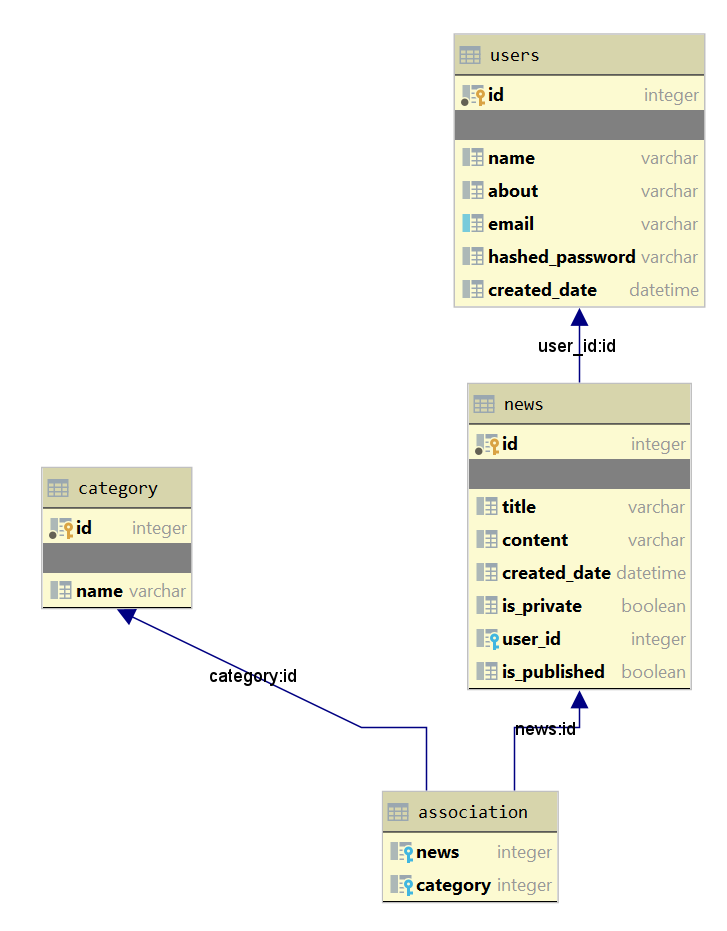 users
id integer
name varchar
about varchar
email varchar
hashed_password varchar
created_date datetime
user_id:id
news
id integer
title varchar
content varchar
created_date datetime
is_private boolean
user_id integer
is_published boolean
category
id integer
name varchar
category:id
news:id
association
news integer
category integer